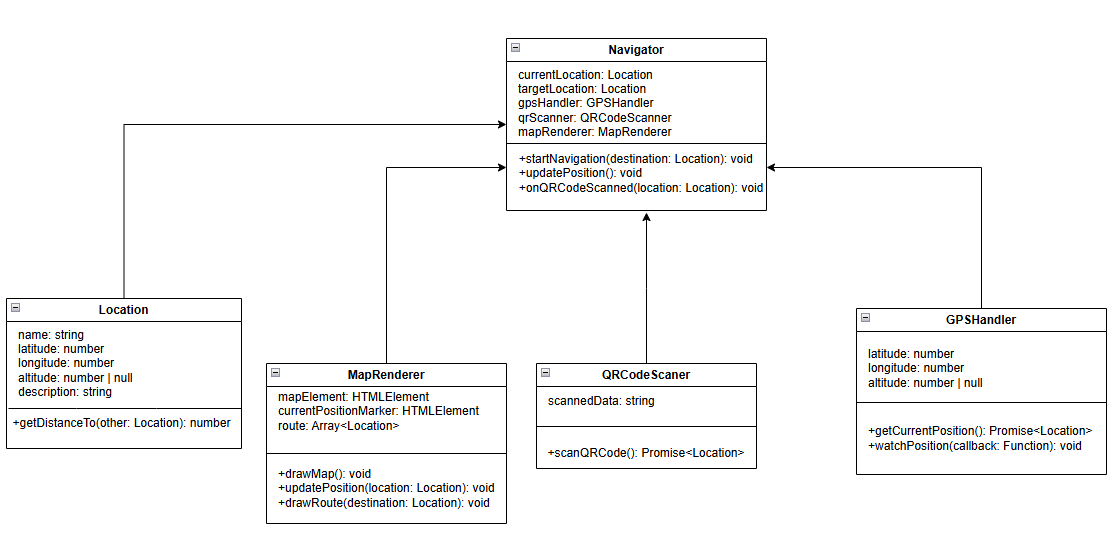 Navigator
currentLocation: Location
targetLocation: Location
gpsHandler: GPSHandler
qrScanner: QRCodeScanner
mapRenderer: MapRenderer
+startNavigation(destination: Location): void
+updatePosition(): void
+onQRCodeScanned(location: Location): void
Location
name: string
latitude: number
longitude: number
altitude: number | null
description: string
+getDistanceTo(other: Location): number
MapRenderer
mapElement: HTMLElement
currentPositionMarker: HTMLElement
route: Array<Location>
+drawMap(): void
+updatePosition(location: Location): void
+drawRoute(destination: Location): void
QRCodeScaner
scannedData: string
+scanQRCode(): Promise<Location>
GPSHandler
latitude: number
longitude: number
altitude: number | null
+getCurrentPosition(): Promise<Location>
+watchPosition(callback: Function): void